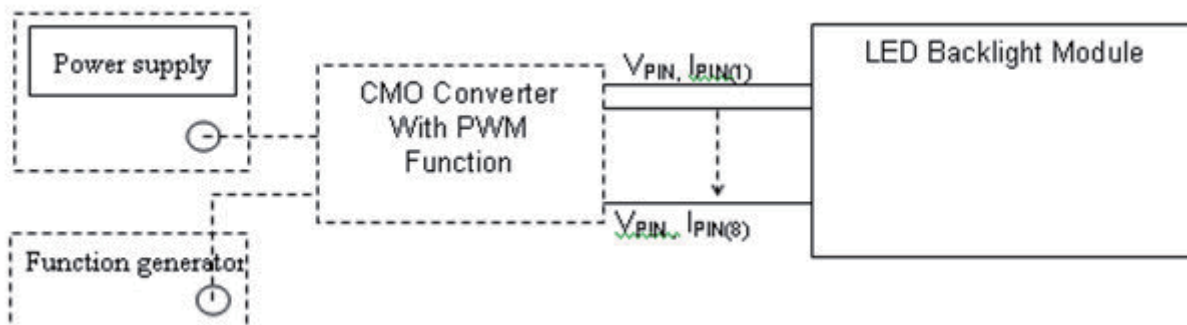 Power supply
CMO Converter
With PWM
Function
VPIN, IPIN(1)
LED Backlight Module
VPIN, IPIN(8)
Function generator